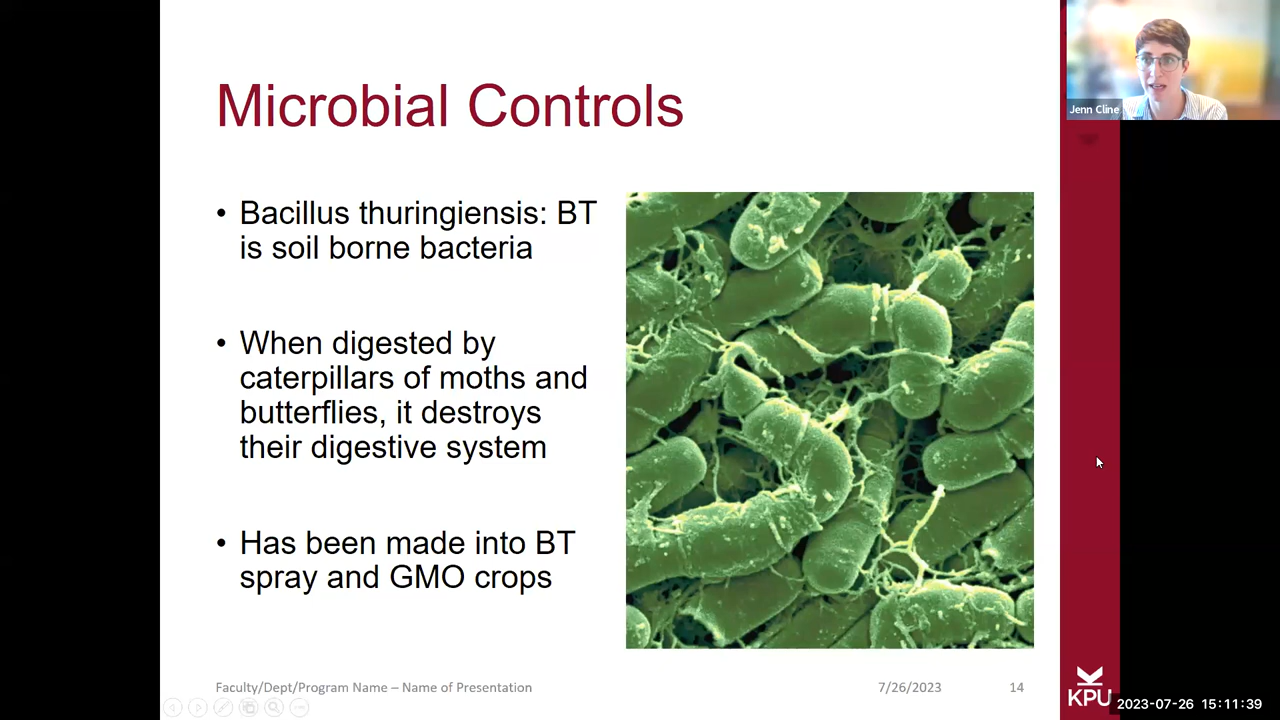 Microbial Controls
• Bacillus thuringiensis: BT
is soil borne bacteria
• When digested by
caterpillars of moths and
butterflies, it destroys
their digestive system
• Has been made into BT
spray and GMO crops
Faculty/Dept/Program Name – Name of Presentation
7/26/2023
14
Jenn Cline
KPU
2023-07-26 15:11:39